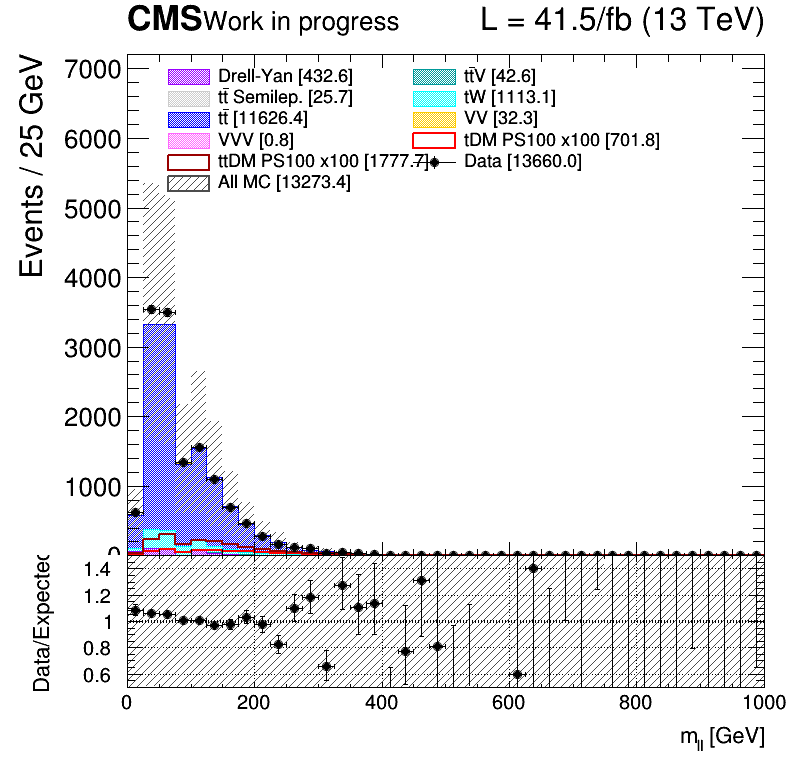 CMS Work in progress L = 41.5/fb (13 TeV)
Events / 25 GeV
7000
6000
5000
4000
3000
2000
1000
0
Drell-Yan [432.6] tt̄V [42.6]
tt̄ Semilep. [25.7] tW [1113.1]
tt̄ [11626.4] VV [32.3]
VVV [0.8] tDM PS100 x100 [701.8]
ttDM PS100 x100 [1777.7] Data [13660.0]
All MC [13273.4]
Data/Expected
1.4
1.2
1
0.8
0.6
0 200 400 600 800 1000
m_ll [GeV]